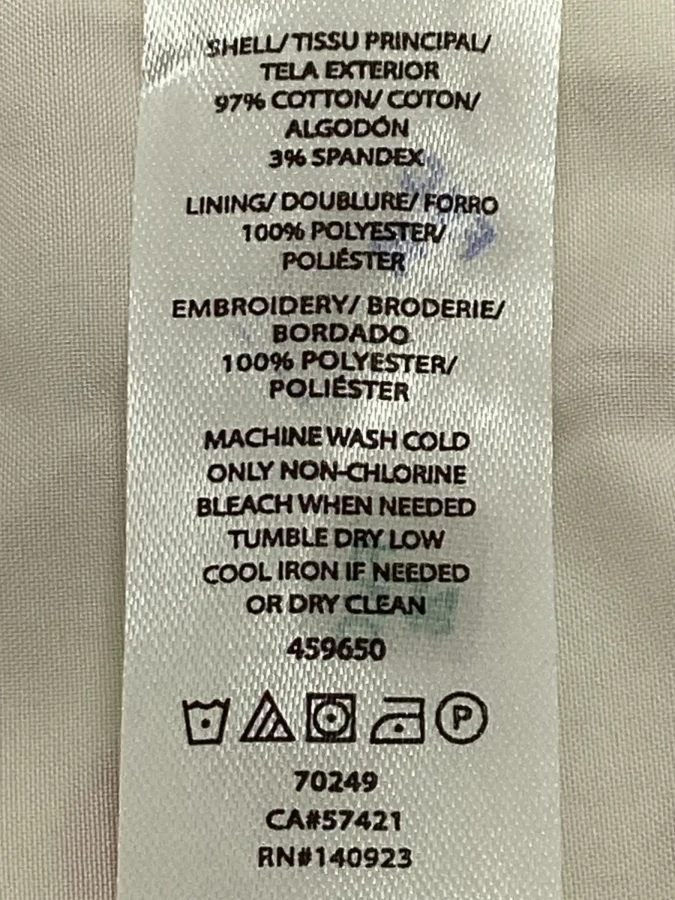 SHELL/ TISSU PRINCIPAL/
TELA EXTERIOR
97% COTTON/ COTON/
ALGODÓN
3% SPANDEX
LINING/ DOUBLURE/ FORRO
100% POLYESTER/
POLIÉSTER
EMBROIDERY/ BRODERIE/
BORDADO
100% POLYESTER/
POLIÉSTER
MACHINE WASH COLD
ONLY NON-CHLORINE
BLEACH WHEN NEEDED
TUMBLE DRY LOW
COOL IRON IF NEEDED
OR DRY CLEAN
459650
P
70249
CA#57421
RN#140923